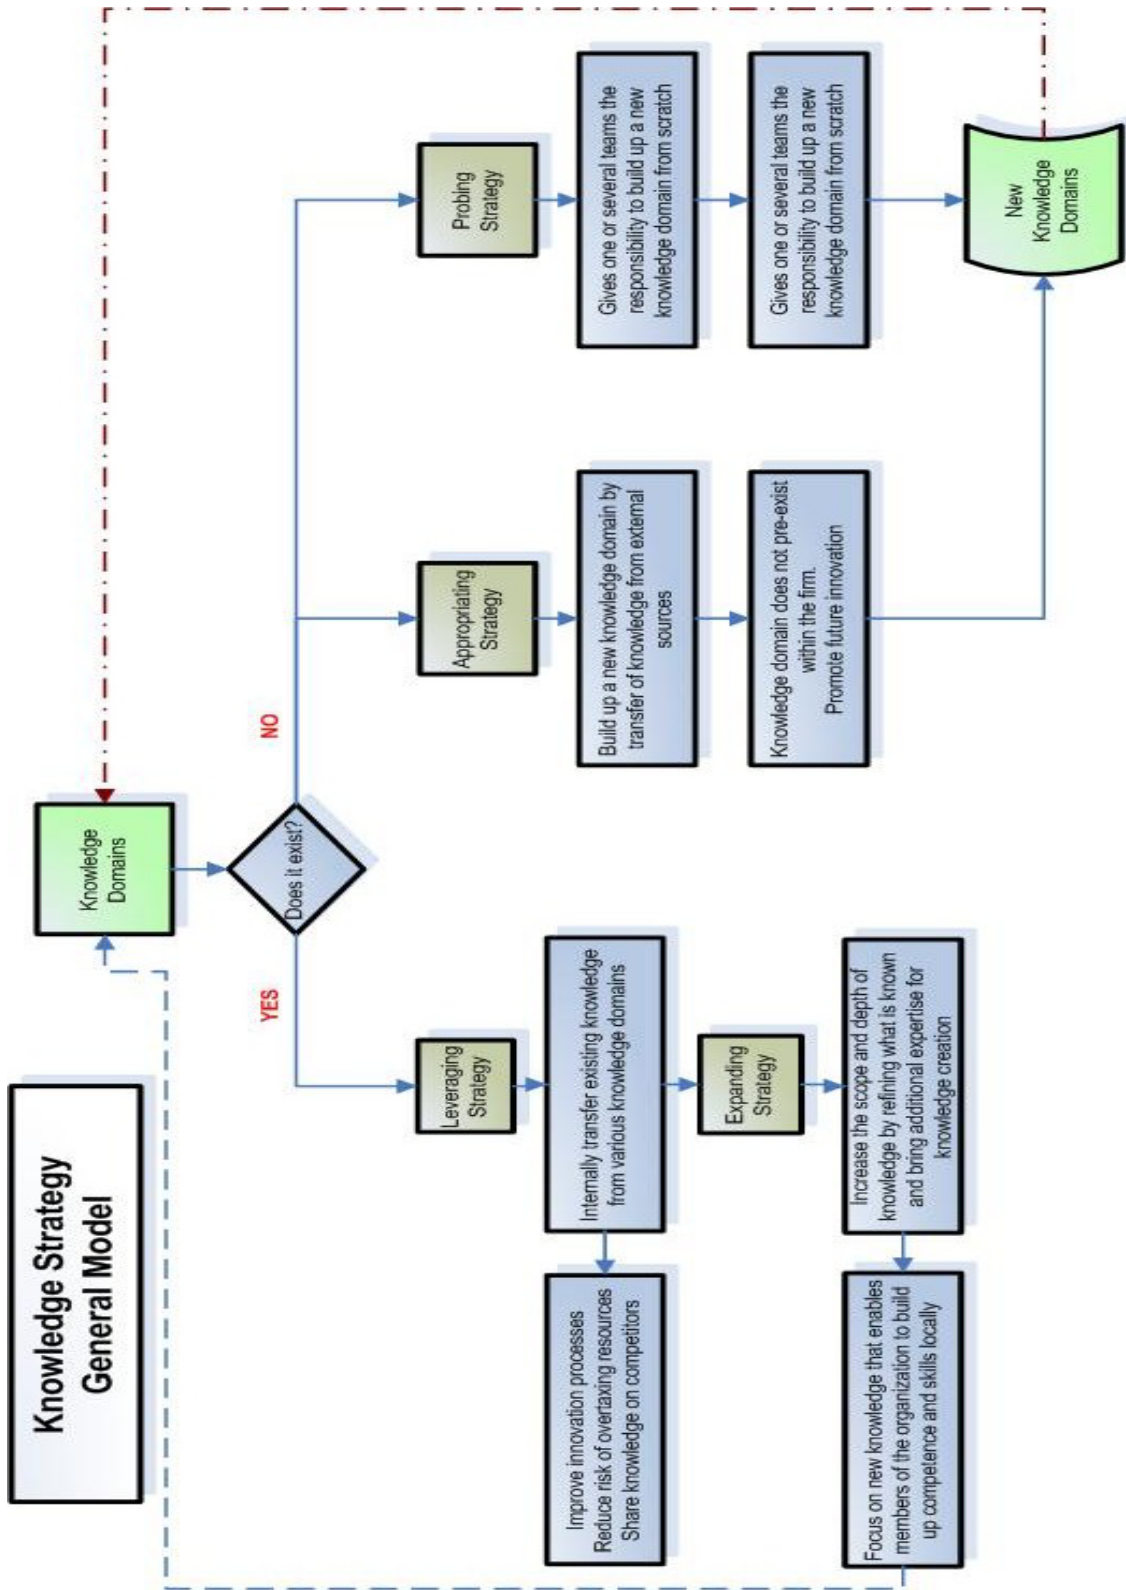 Knowledge Strategy
General Model
Knowledge
Domains
Does it exist?
YES
NO
Leveraging
Strategy
Internally transfer existing knowledge
from various knowledge domains
Improve innovation processes
Reduce risk of overtaxing resources
Share knowledge on competitors
Expanding
Strategy
Increase the scope and depth of
knowledge by refining what is known
and bring additional expertise for
knowledge creation
Focus on new knowledge that enables
members of the organization to build
up competence and skills locally
Appropriating
Strategy
Build up a new knowledge domain by
transfer of knowledge from external
sources
Knowledge domain does not pre-exist
within the firm.
Promote future innovation
Probing
Strategy
Gives one or several teams the
responsibility to build up a new
knowledge domain from scratch
Gives one or several teams the
responsibility to build up a new
knowledge domain from scratch
New
Knowledge
Domains